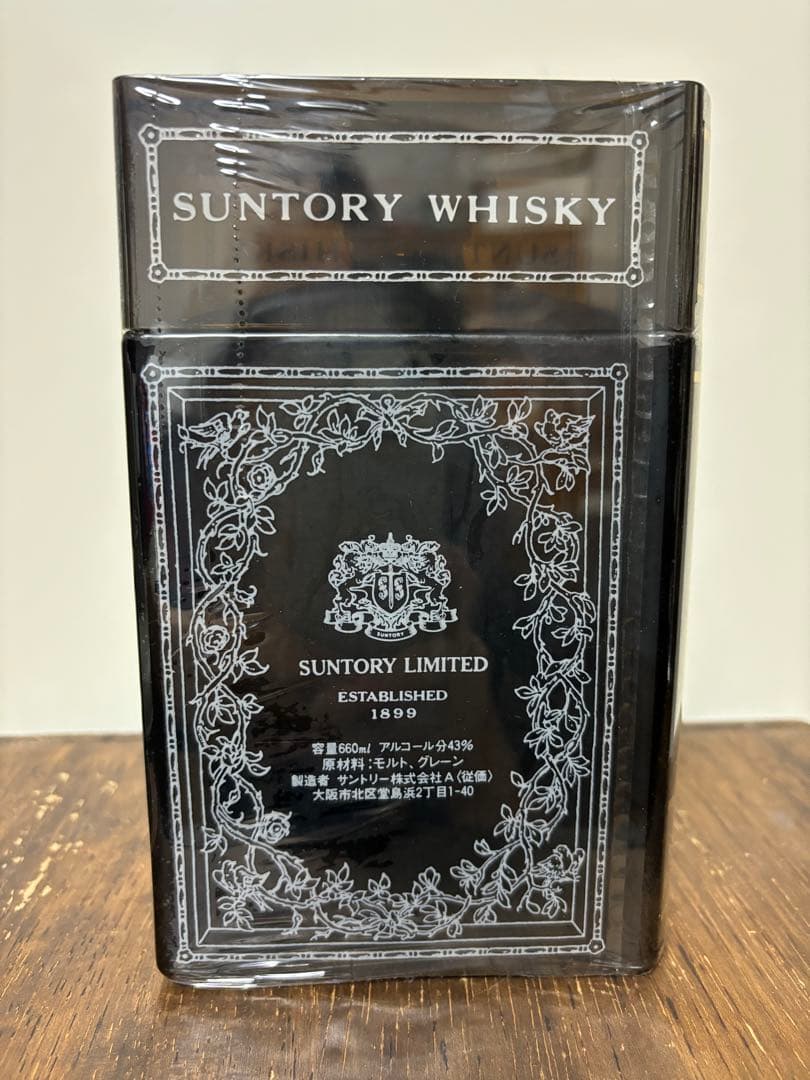 SUNTORY WHISKY
SUNTORY
SUNTORY LIMITED
ESTABLISHED
1899
容量660ml アルコール分43%
原材料:モルト、グレーン
製造者 サントリー株式会社A〈従価〉
大阪市北区堂島浜2丁目1-40